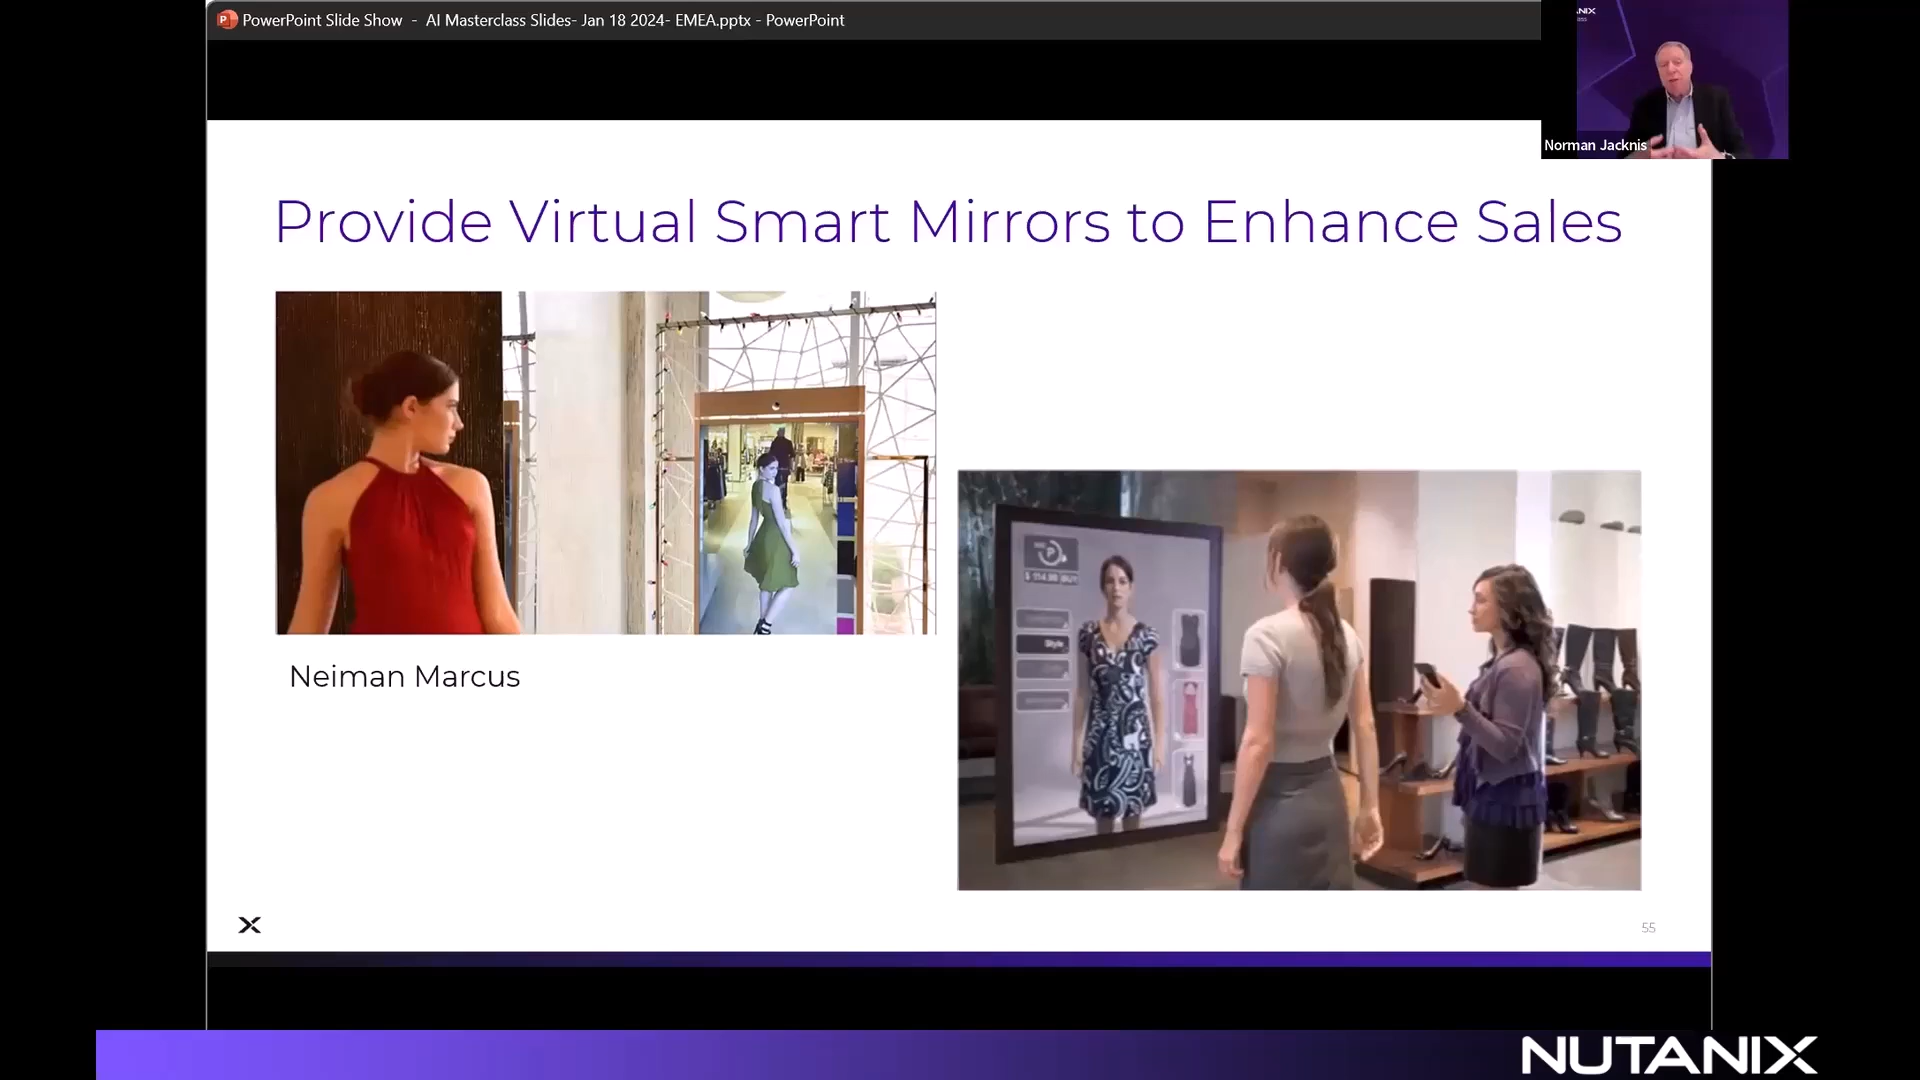 PowerPoint Slide Show - AI Masterclass Slides- Jan 18 2024- EMEA.pptx - PowerPoint
Norman Jacknis
Provide Virtual Smart Mirrors to Enhance Sales
Style
Neiman Marcus
55
NUTANIX